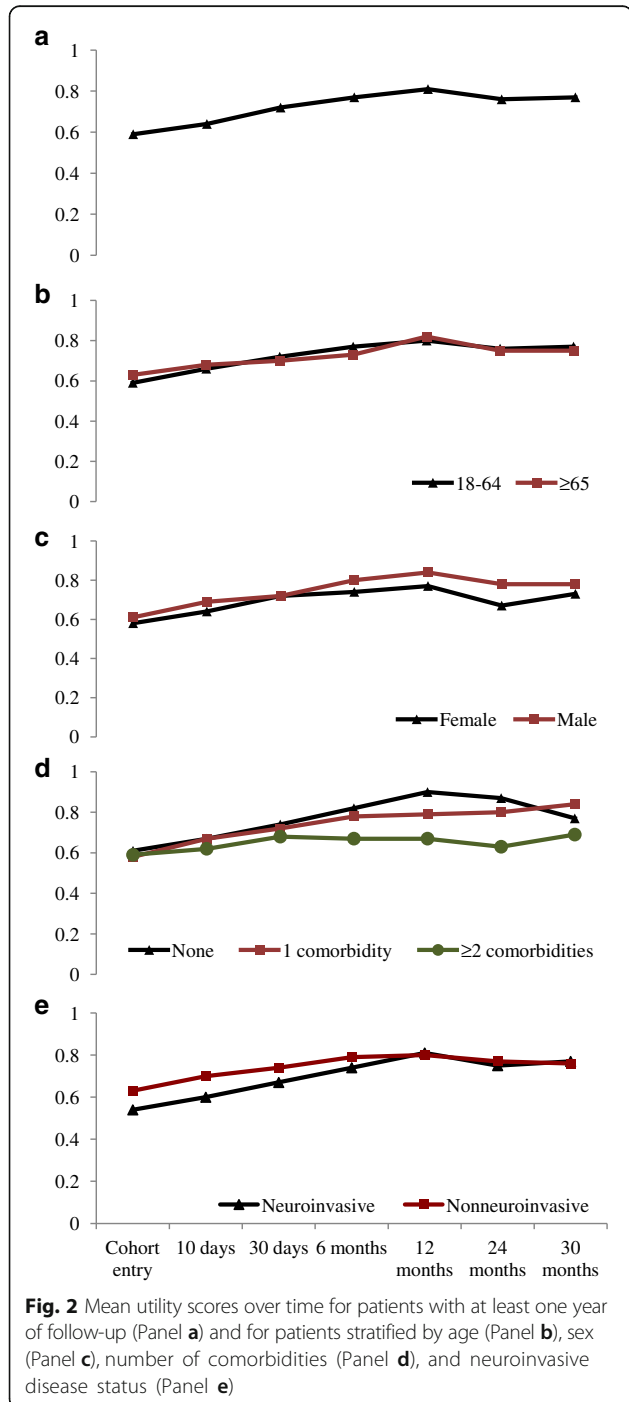 a
1
0.8
0.6
0.4
0.2
0
b
1
0.8
0.6
0.4
0.2
0
18-64 ≥65
c
1
0.8
0.6
0.4
0.2
0
Female Male
d
1
0.8
0.6
0.4
0.2
0
None 1 comorbidity ≥2 comorbidities
e
1
0.8
0.6
0.4
0.2
0
Neuroinvasive Nonneuroinvasive
Cohort entry 10 days 30 days 6 months 12 months 24 months 30 months
Fig. 2 Mean utility scores over time for patients with at least one year
of follow-up (Panel a) and for patients stratified by age (Panel b), sex
(Panel c), number of comorbidities (Panel d), and neuroinvasive
disease status (Panel e)